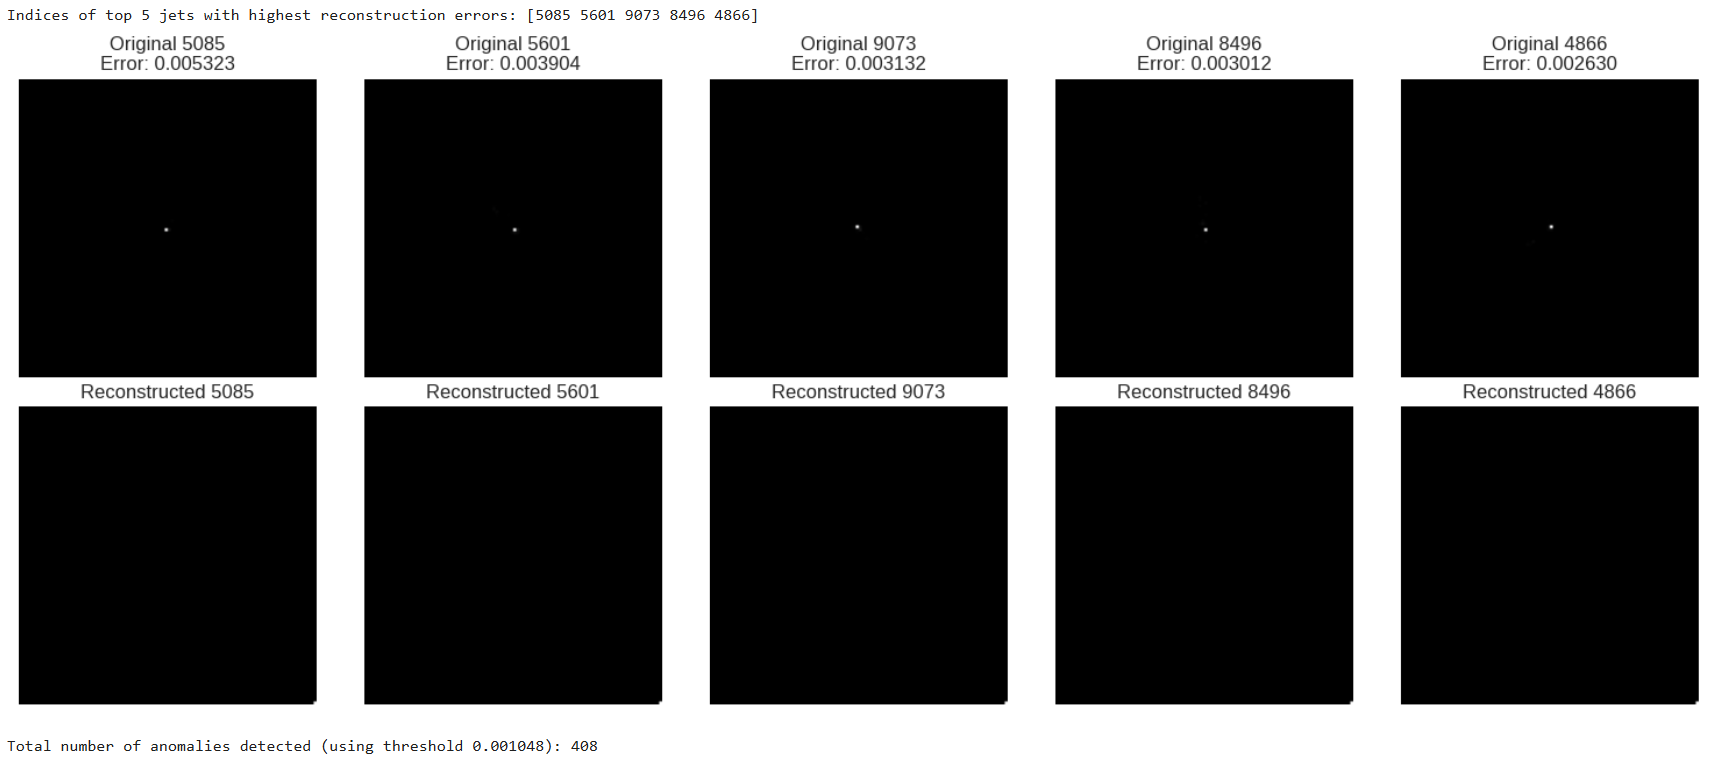 Indices of top 5 jets with highest reconstruction errors: [5085 5601 9073 8496 4866]
Original 5085
Error: 0.005323
Original 5601
Error: 0.003904
Original 9073
Error: 0.003132
Original 8496
Error: 0.003012
Original 4866
Error: 0.002630
Reconstructed 5085
Reconstructed 5601
Reconstructed 9073
Reconstructed 8496
Reconstructed 4866
Total number of anomalies detected (using threshold 0.001048): 408